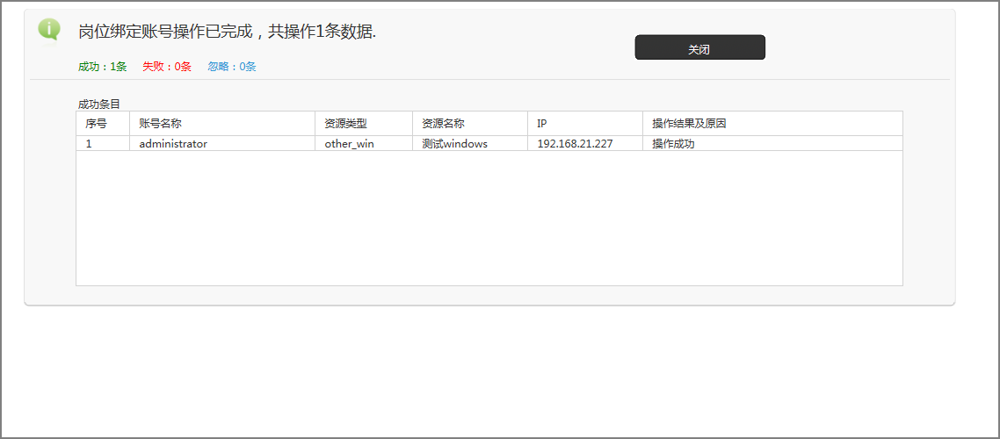 岗位绑定账号操作已完成，共操作1条数据.
关闭
成功：1条 失败：0条 忽略：0条
成功条目
序号 账号名称 资源类型 资源名称 IP 操作结果及原因
1 administrator other_win 测试windows 192.168.21.227 操作成功